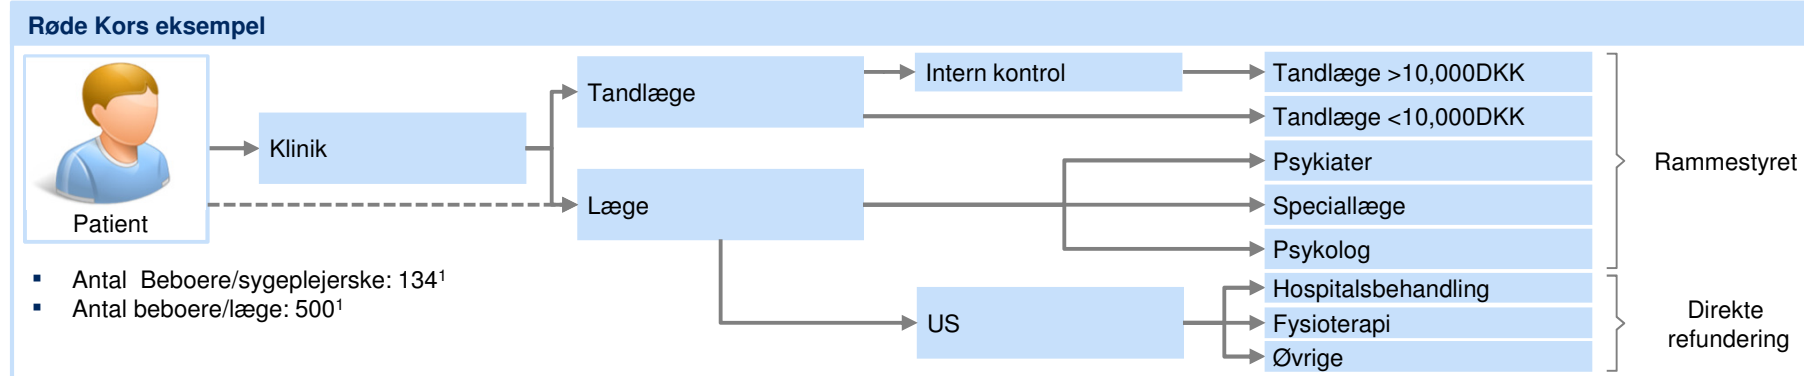 Røde Kors eksempel
Patient
Klinik
Tandlæge
Læge
Intern kontrol
US
Tandlæge >10,000DKK
Tandlæge <10,000DKK
Psykiater
Speciallæge
Psykolog
Hospitalsbehandling
Fysioterapi
Øvrige
Rammestyret
Direkte
refundering
▪ Antal Beboere/sygeplejerske: 134¹
▪ Antal beboere/læge: 500¹